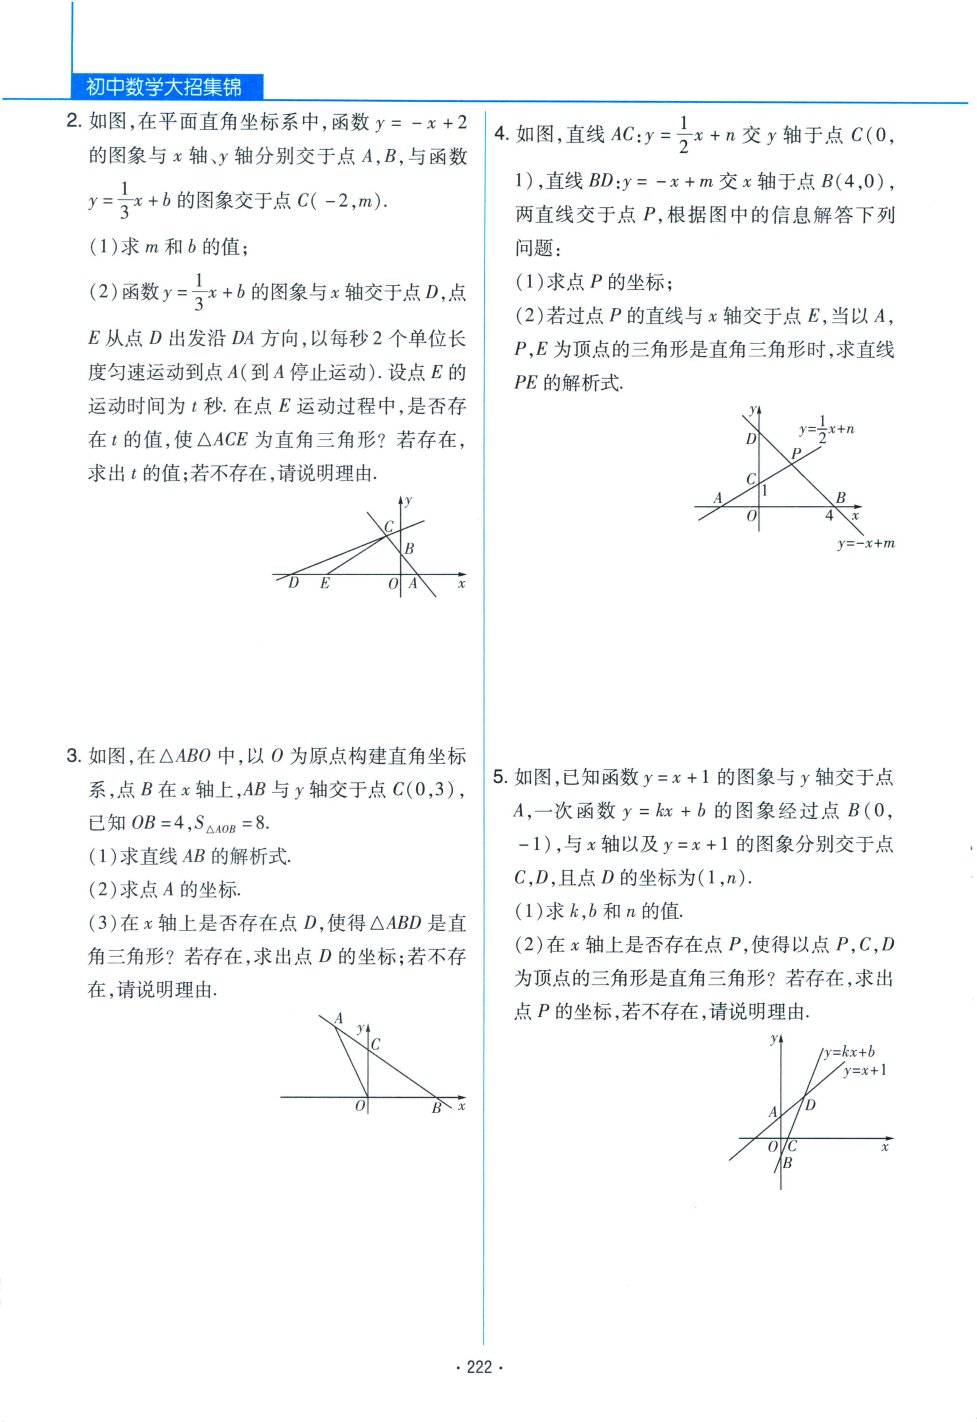 初中数学大招集锦
2. 如图,在平面直角坐标系中,函数 y = -x+2
的图象与 x 轴、y 轴分别交于点 A,B,与函数
y = 1/3 x + b 的图象交于点 C(-2,m).
(1)求 m 和 b 的值;
(2)函数 y = 1/3 x + b 的图象与 x 轴交于点 D,点
E 从点 D 出发沿 DA 方向,以每秒 2 个单位长
度匀速运动到点 A(到 A 停止运动). 设点 E 的
运动时间为 t 秒. 在点 E 运动过程中,是否存
在 t 的值,使△ACE 为直角三角形? 若存在,
求出 t 的值;若不存在,请说明理由.
y
C
B
D E O A x
3. 如图,在△ABO 中,以 O 为原点构建直角坐标
系,点 B 在 x 轴上,AB 与 y 轴交于点 C(0,3),
已知 OB = 4,S△AOB = 8.
(1)求直线 AB 的解析式.
(2)求点 A 的坐标.
(3)在 x 轴上是否存在点 D,使得△ABD 是直
角三角形? 若存在,求出点 D 的坐标;若不存
在,请说明理由.
A
y
C
O B x
4. 如图,直线 AC:y = 1/2 x + n 交 y 轴于点 C(0,
1),直线 BD:y = -x+m 交 x 轴于点 B(4,0),
两直线交于点 P,根据图中的信息解答下列
问题:
(1)求点 P 的坐标;
(2)若过点 P 的直线与 x 轴交于点 E,当以 A,
P,E 为顶点的三角形是直角三角形时,求直线
PE 的解析式.
y
D
y=1/2x+n
P
C
1
A B
O 4 x
y=-x+m
5. 如图,已知函数 y = x + 1 的图象与 y 轴交于点
A,一次函数 y = kx + b 的图象经过点 B(0,
-1),与 x 轴以及 y = x + 1 的图象分别交于点
C,D,且点 D 的坐标为(1,n).
(1)求 k,b 和 n 的值.
(2)在 x 轴上是否存在点 P,使得以点 P,C,D
为顶点的三角形是直角三角形? 若存在,求出
点 P 的坐标,若不存在,请说明理由.
y
y=kx+b
y=x+1
A D
O C x
B
· 222 ·